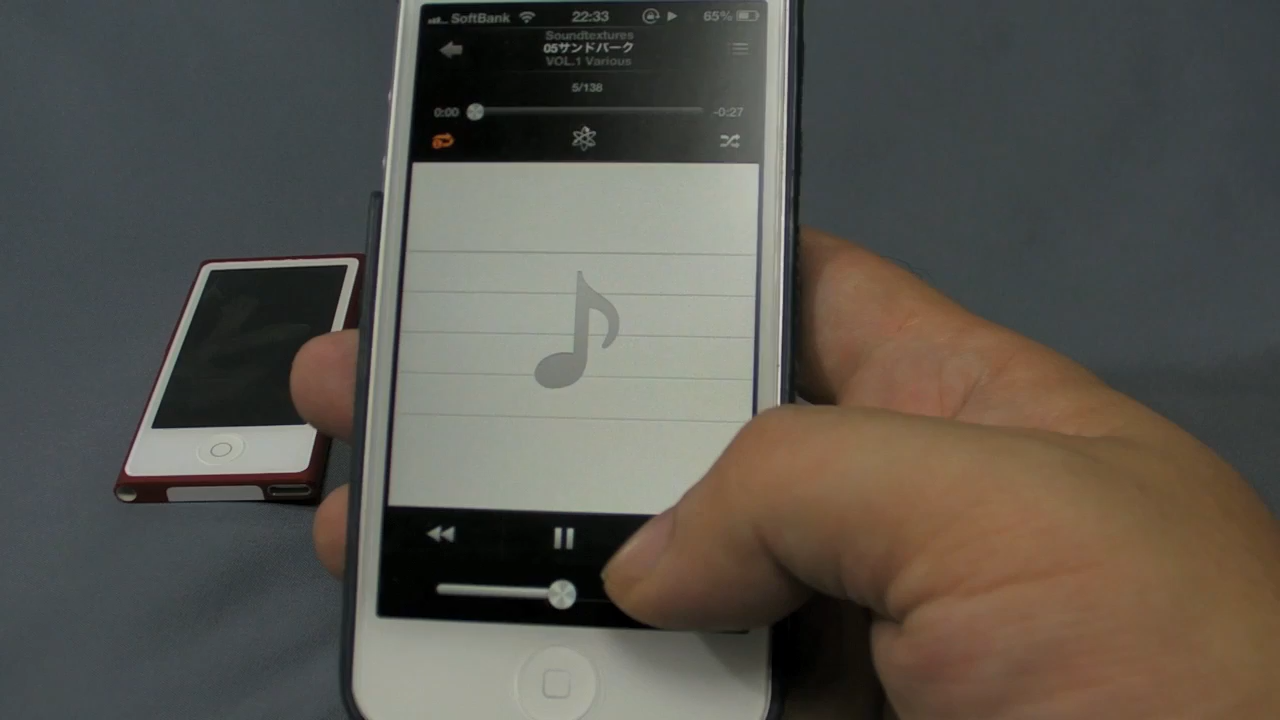 SoftBank 22:33 65%
Soundtextures
05サンドパーク
VOL.1 Various
5/138
0:00 -0:27